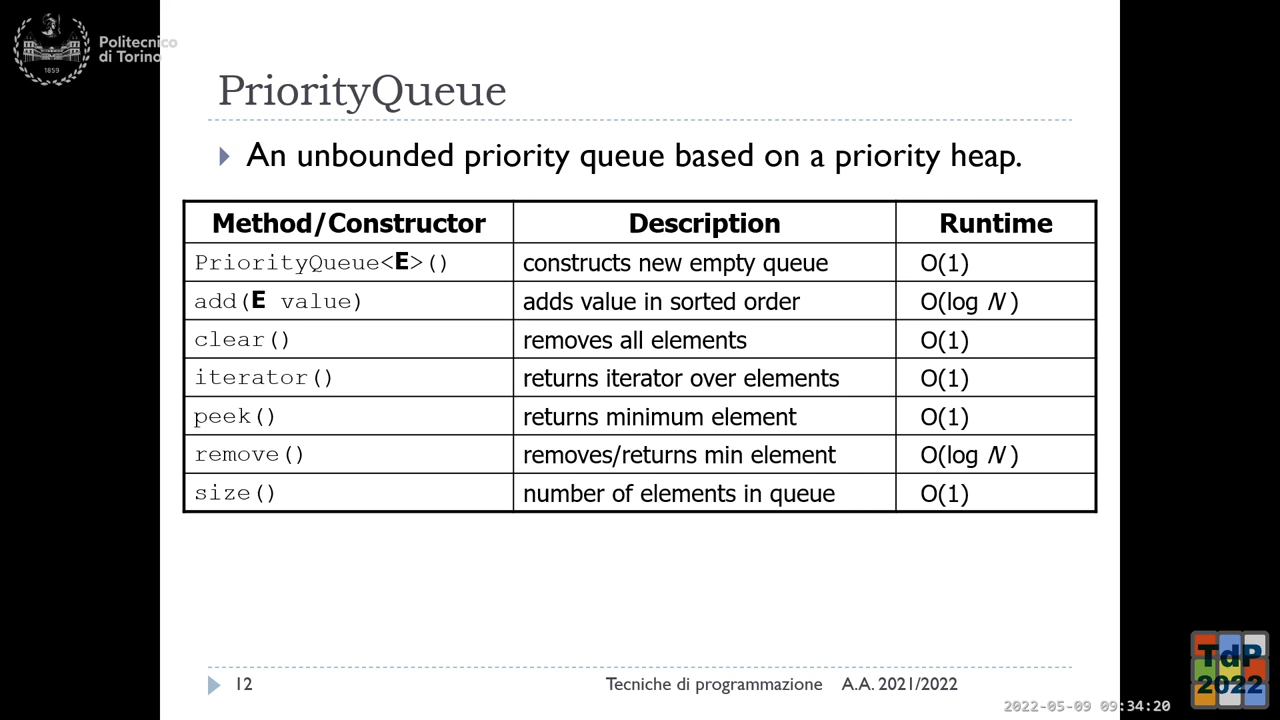 Politecnico
di Torino
1859
PriorityQueue
An unbounded priority queue based on a priority heap.
Method/Constructor Description Runtime
PriorityQueue<E>() constructs new empty queue O(1)
add(E value) adds value in sorted order O(log N )
clear() removes all elements O(1)
iterator() returns iterator over elements O(1)
peek() returns minimum element O(1)
remove() removes/returns min element O(log N )
size() number of elements in queue O(1)
12 Tecniche di programmazione A.A. 2021/2022
TdP
2022
2022-05-09 09:34:20